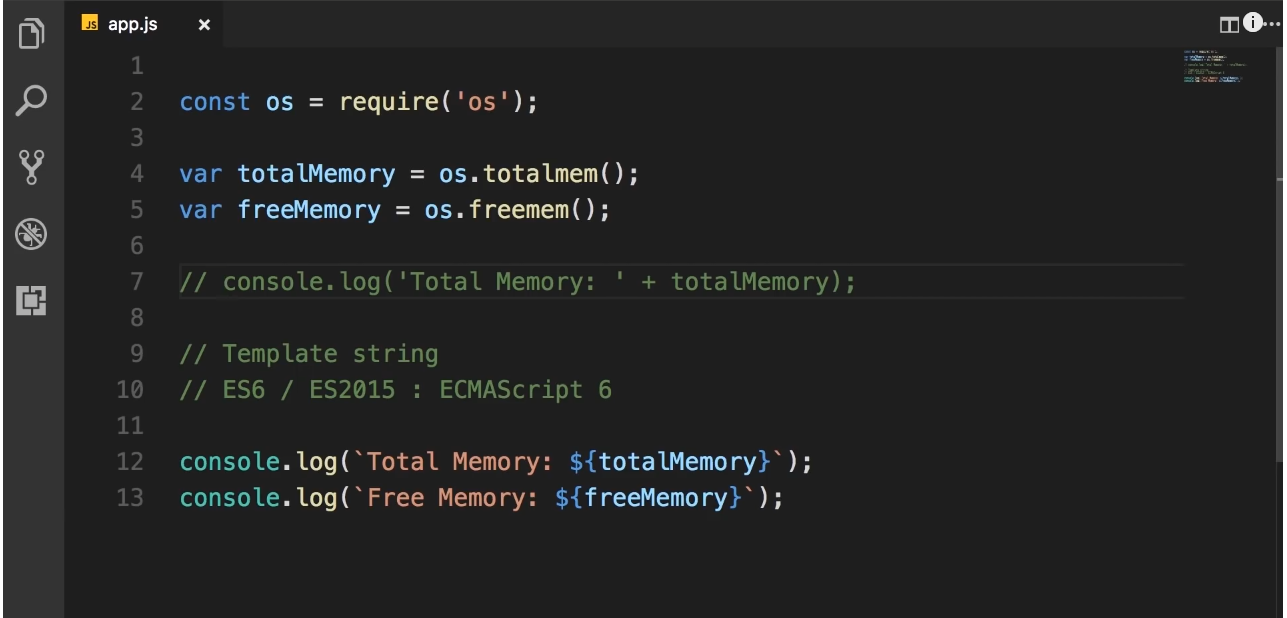 JS app.js ×
1
2 const os = require('os');
3
4 var totalMemory = os.totalmem();
5 var freeMemory = os.freemem();
6
7 // console.log('Total Memory: ' + totalMemory);
8
9 // Template string
10 // ES6 / ES2015 : ECMAScript 6
11
12 console.log(`Total Memory: ${totalMemory}`);
13 console.log(`Free Memory: ${freeMemory}`);